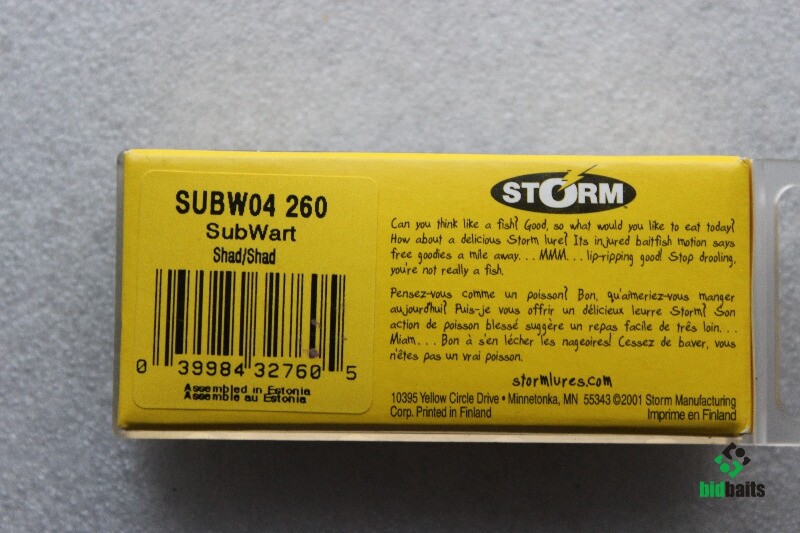 SUBW04 260
SubWart
Shad/Shad
0 39984 32760 5
Assembled in Estonia
Assemble au Estonia
STORM
Can you think like a fish? Good, so what would you like to eat today?
How about a delicious Storm lure? Its injured baitfish motion says
free goodies a mile away... MMM... lip-ripping good! Stop drooling,
you're not really a fish.
Pensez-vous comme un poisson? Bon, qu'aimeriez-vous manger
aujourd'hui? Puis-je vous offrir un délicieux leurre Storm? Son
action de poisson blessé suggère un repas facile de très loin...
Miam... Bon à s'en lécher les nageoires! Cessez de baver, vous
n'êtes pas un vrai poisson.
stormlures.com
10395 Yellow Circle Drive • Minnetonka, MN 55343 ©2001 Storm Manufacturing
Corp. Printed in Finland Imprime en Finland
bidbaits